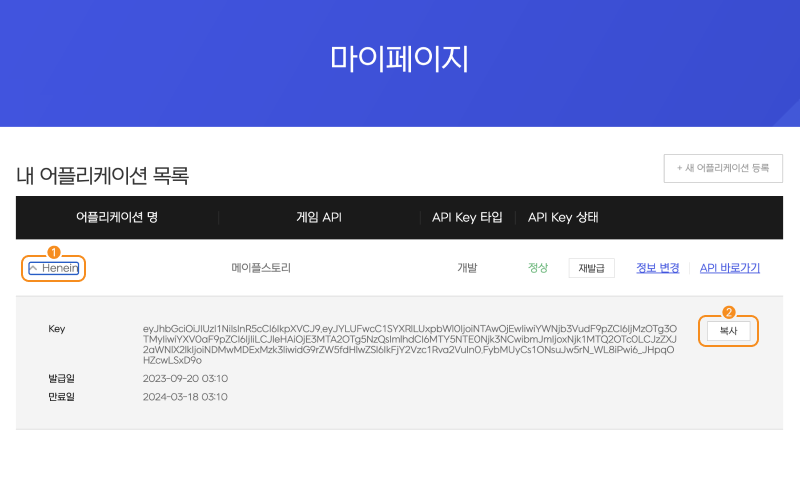 마이페이지
내 어플리케이션 목록
+ 새 어플리케이션 등록
어플리케이션 명 게임 API API Key 타입 API Key 상태
1
Henein 메이플스토리 개발 정상 재발급 정보 변경 API 바로가기
2
Key
복사
발급일 2023-09-20 03:10
만료일 2024-03-18 03:10